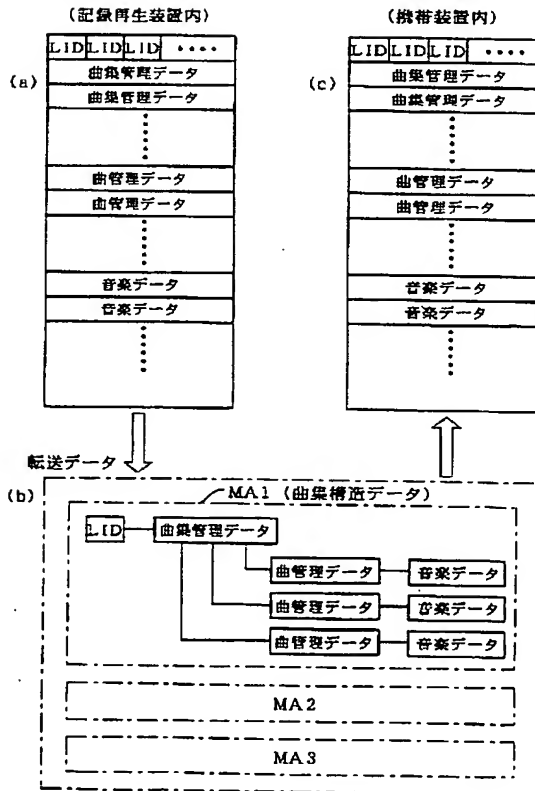 (記録再生装置内)
(a)
LID LID LID ••••
曲集管理データ
曲集管理データ
曲管理データ
曲管理データ
音楽データ
音楽データ
(携帯装置内)
(c)
LID LID LID ••••
曲集管理データ
曲集管理データ
曲管理データ
曲管理データ
音楽データ
音楽データ
転送データ
(b)
MA1 (曲集構造データ)
LID 曲集管理データ
曲管理データ 音楽データ
曲管理データ 音楽データ
曲管理データ 音楽データ
MA2
MA3